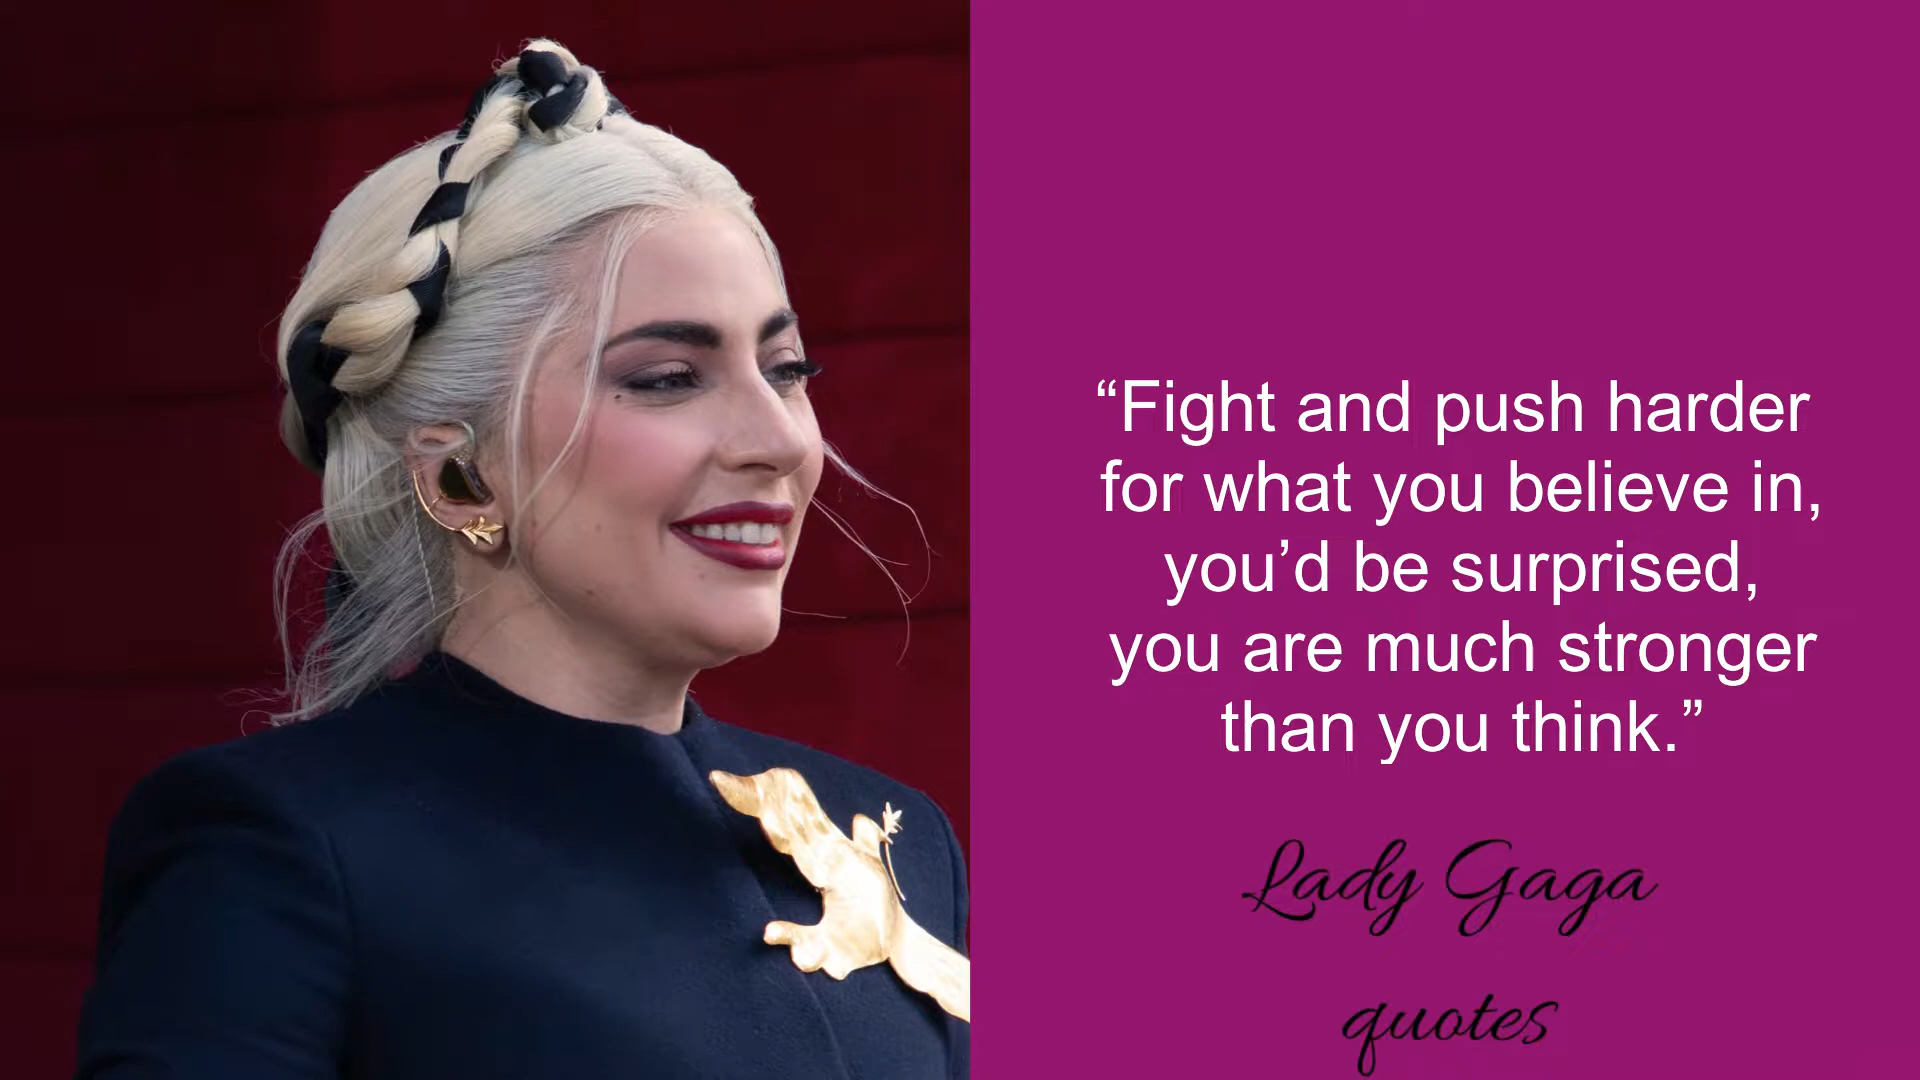 “Fight and push harder
for what you believe in,
you’d be surprised,
you are much stronger
than you think.”
Lady Gaga
quotes